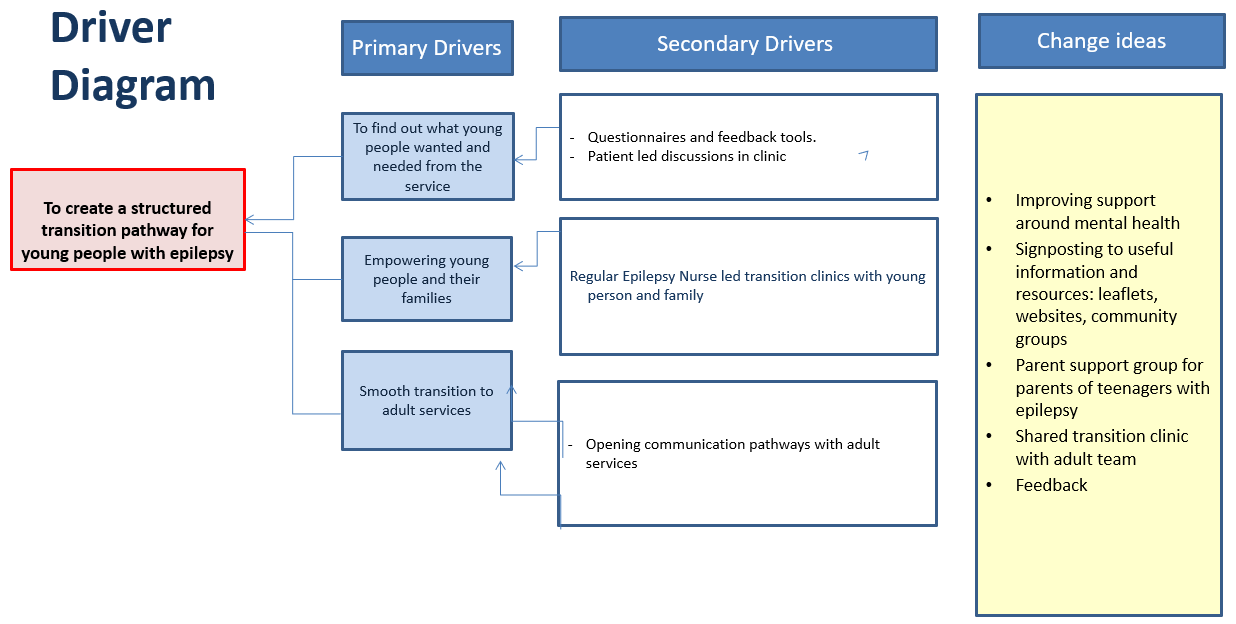 Driver
Diagram
Primary Drivers
Secondary Drivers
Change ideas
To create a structured
transition pathway for
young people with epilepsy
To find out what young
people wanted and
needed from the
service
- Questionnaires and feedback tools.
- Patient led discussions in clinic
Empowering young
people and their
families
Regular Epilepsy Nurse led transition clinics with young
person and family
Smooth transition to
adult services
- Opening communication pathways with adult
services
• Improving support
around mental health
• Signposting to useful
information and
resources: leaflets,
websites, community
groups
• Parent support group for
parents of teenagers with
epilepsy
• Shared transition clinic
with adult team
• Feedback